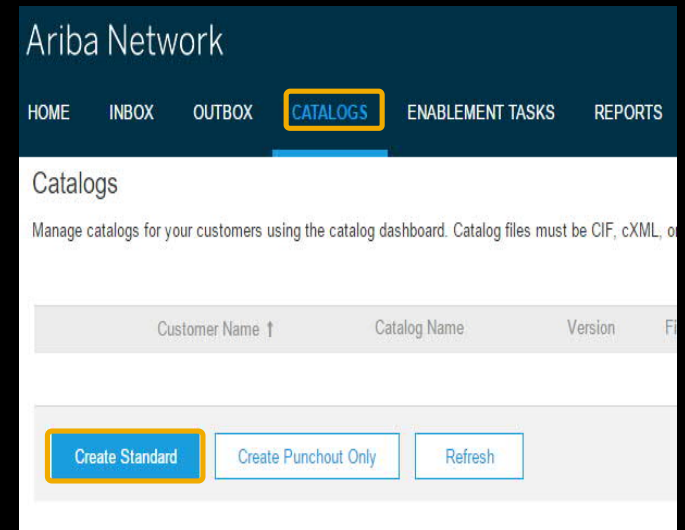 Ariba Network
HOME INBOX OUTBOX CATALOGS ENABLEMENT TASKS REPORTS
Catalogs
Manage catalogs for your customers using the catalog dashboard. Catalog files must be CIF, cXML, or
Customer Name ↑ Catalog Name Version Fi
Create Standard Create Punchout Only Refresh